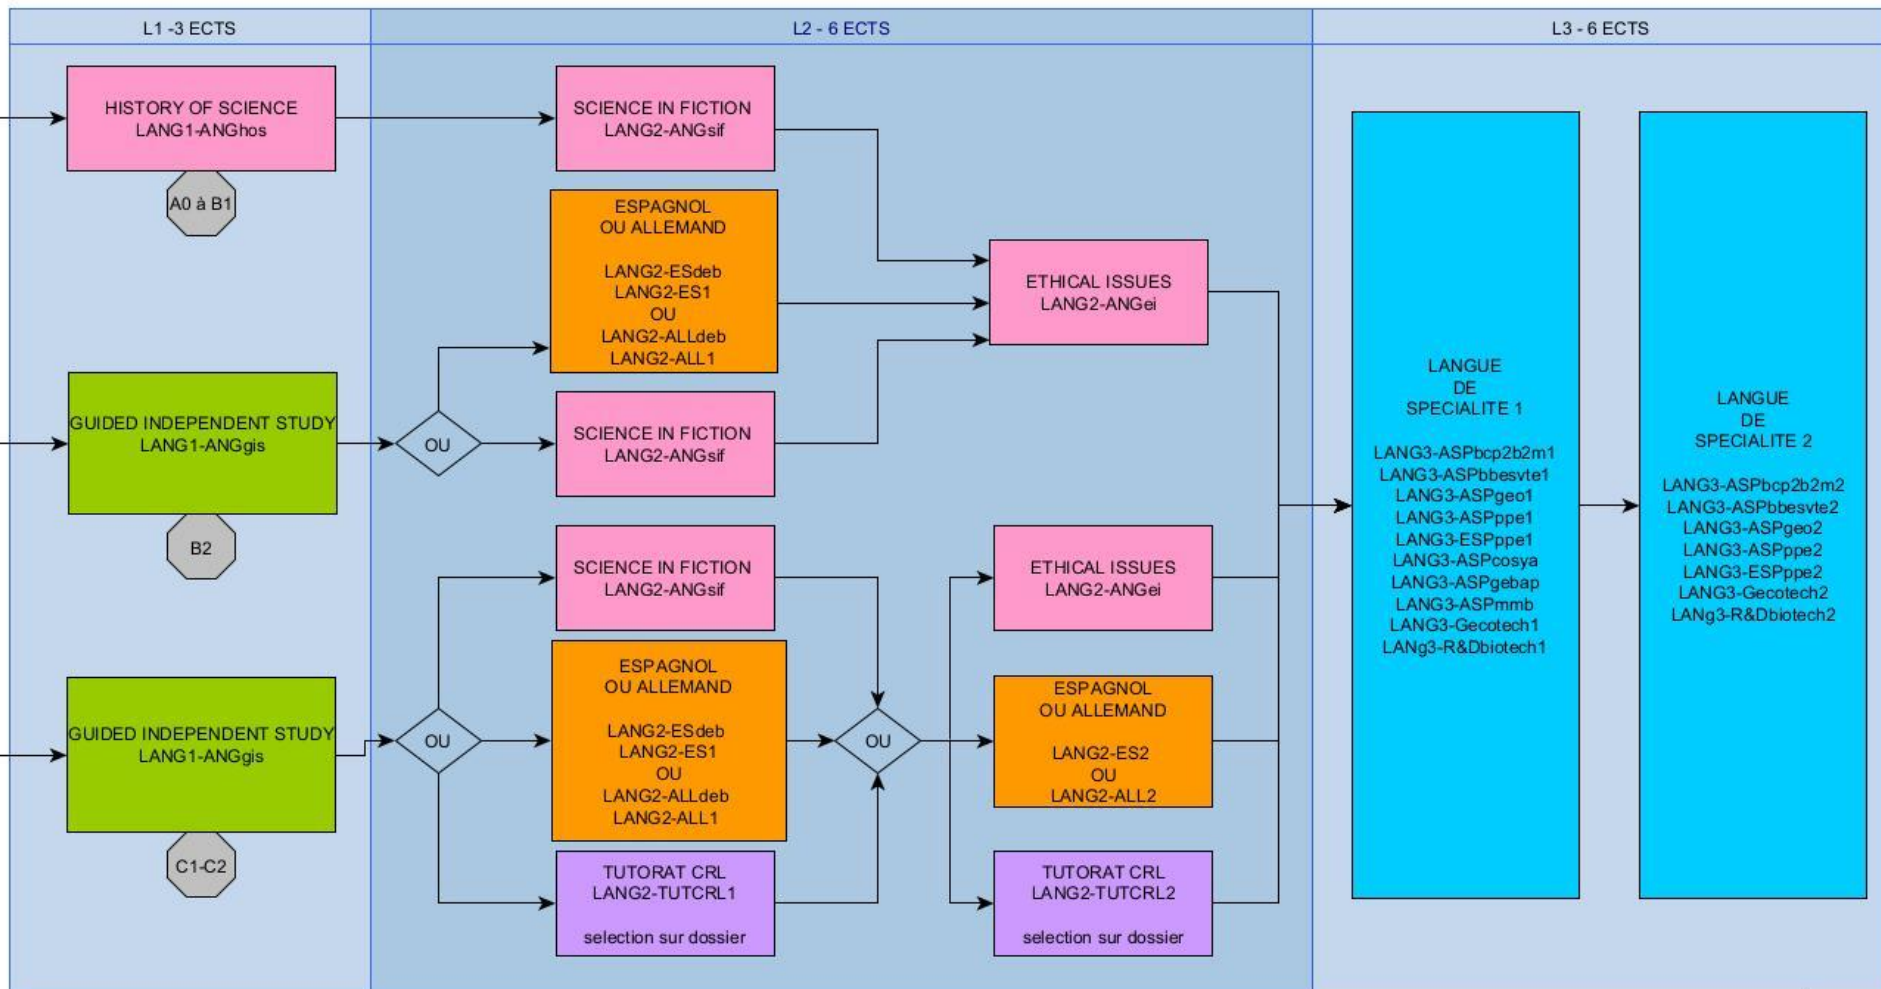 L1 -3 ECTS
L2 - 6 ECTS
L3 - 6 ECTS
HISTORY OF SCIENCE
LANG1-ANGhos
A0 à B1
GUIDED INDEPENDENT STUDY
LANG1-ANGgis
B2
GUIDED INDEPENDENT STUDY
LANG1-ANGgis
C1-C2
SCIENCE IN FICTION
LANG2-ANGsif
ESPAGNOL
OU ALLEMAND
LANG2-ESdeb
LANG2-ES1
OU
LANG2-ALLdeb
LANG2-ALL1
OU
SCIENCE IN FICTION
LANG2-ANGsif
SCIENCE IN FICTION
LANG2-ANGsif
OU
ESPAGNOL
OU ALLEMAND
LANG2-ESdeb
LANG2-ES1
OU
LANG2-ALLdeb
LANG2-ALL1
TUTORAT CRL
LANG2-TUTCRL1
selection sur dossier
OU
ETHICAL ISSUES
LANG2-ANGei
ETHICAL ISSUES
LANG2-ANGei
ESPAGNOL
OU ALLEMAND
LANG2-ES2
OU
LANG2-ALL2
TUTORAT CRL
LANG2-TUTCRL2
selection sur dossier
LANGUE
DE
SPECIALITE 1
LANG3-ASPbcp2b2m1
LANG3-ASPbbesvte1
LANG3-ASPgeo1
LANG3-ASPppe1
LANG3-ESPppe1
LANG3-ASPcosya
LANG3-ASPgebap
LANG3-ASPmmb
LANG3-Gecotech1
LANg3-R&Dbiotech1
LANGUE
DE
SPECIALITE 2
LANG3-ASPbcp2b2m2
LANG3-ASPbbesvte2
LANG3-ASPgeo2
LANG3-ASPppe2
LANG3-ESPppe2
LANG3-Gecotech2
LANg3-R&Dbiotech2